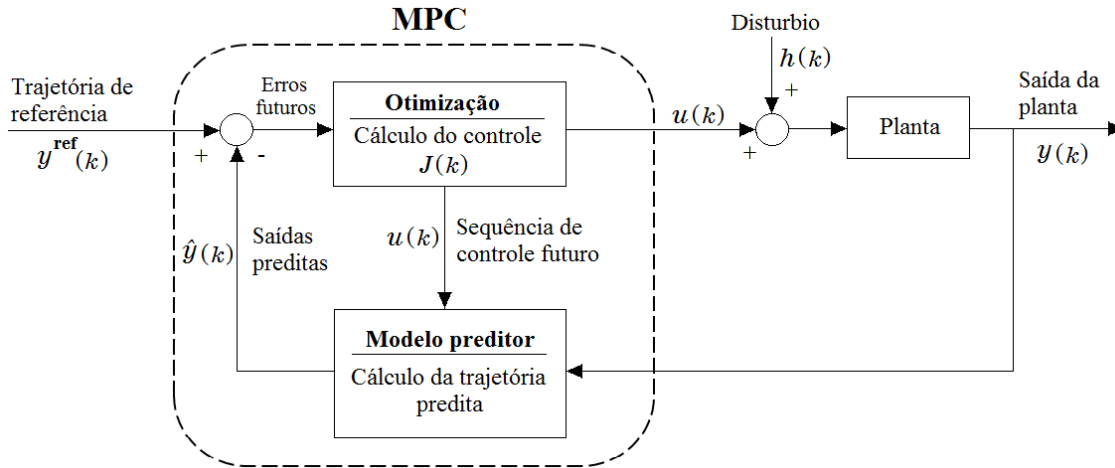 MPC
Disturbio
h(k)
+
Trajetória de
referência
y^ref(k)
+
-
Erros
futuros
Otimização
Cálculo do controle
J(k)
u(k)
+
Planta
Saída da
planta
y(k)
ŷ(k)
Saídas
preditas
u(k)
Sequência de
controle futuro
Modelo preditor
Cálculo da trajetória
predita